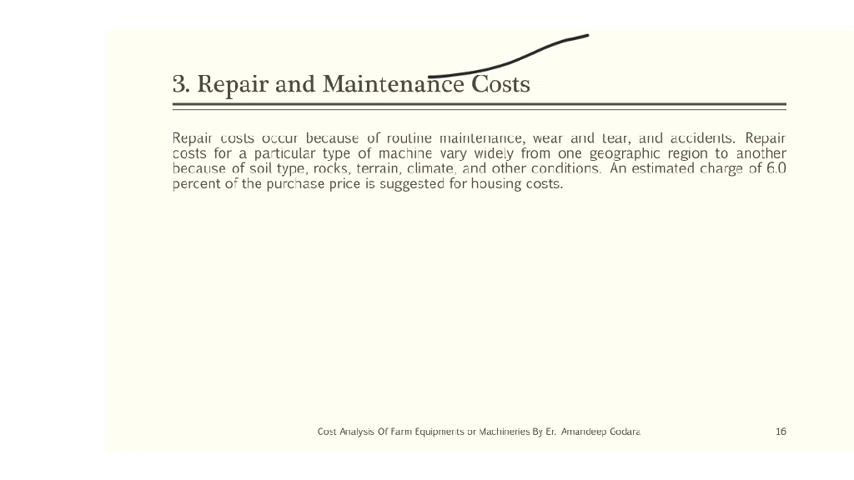 3. Repair and Maintenance Costs
Repair costs occur because of routine maintenance, wear and tear, and accidents. Repair
costs for a particular type of machine vary widely from one geographic region to another
because of soil type, rocks, terrain, climate, and other conditions. An estimated charge of 6.0
percent of the purchase price is suggested for housing costs.
Cost Analysis Of Farm Equipments or Machineries By Er. Amandeep Godara
16